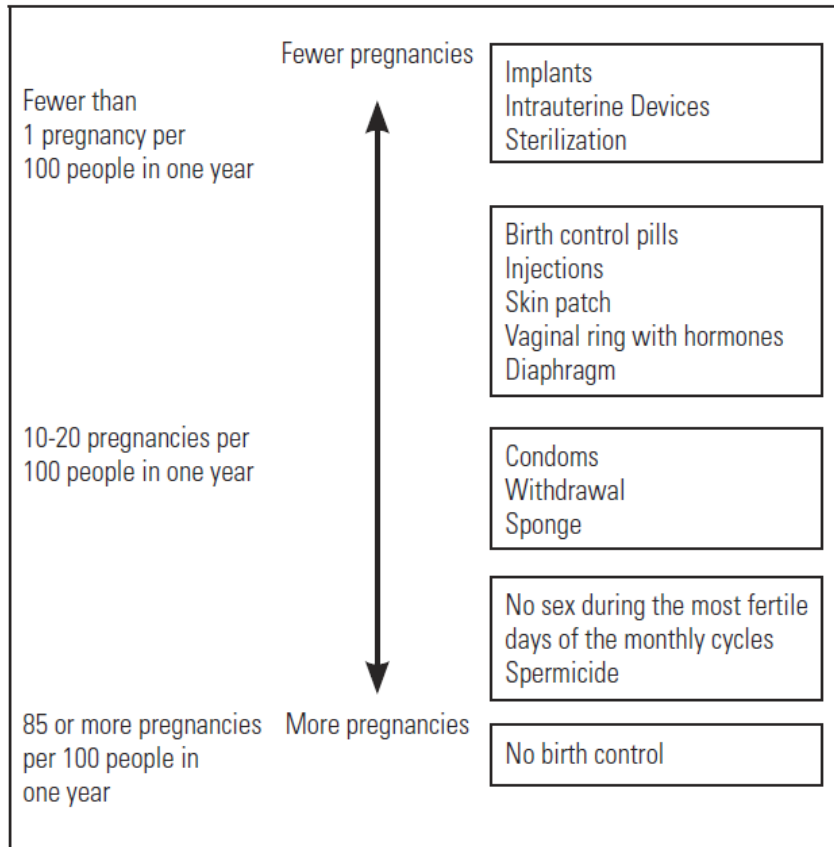 Fewer pregnancies
Fewer than
1 pregnancy per
100 people in one year
Implants
Intrauterine Devices
Sterilization
Birth control pills
Injections
Skin patch
Vaginal ring with hormones
Diaphragm
10-20 pregnancies per
100 people in one year
Condoms
Withdrawal
Sponge
No sex during the most fertile
days of the monthly cycles
Spermicide
85 or more pregnancies
per 100 people in
one year
More pregnancies
No birth control